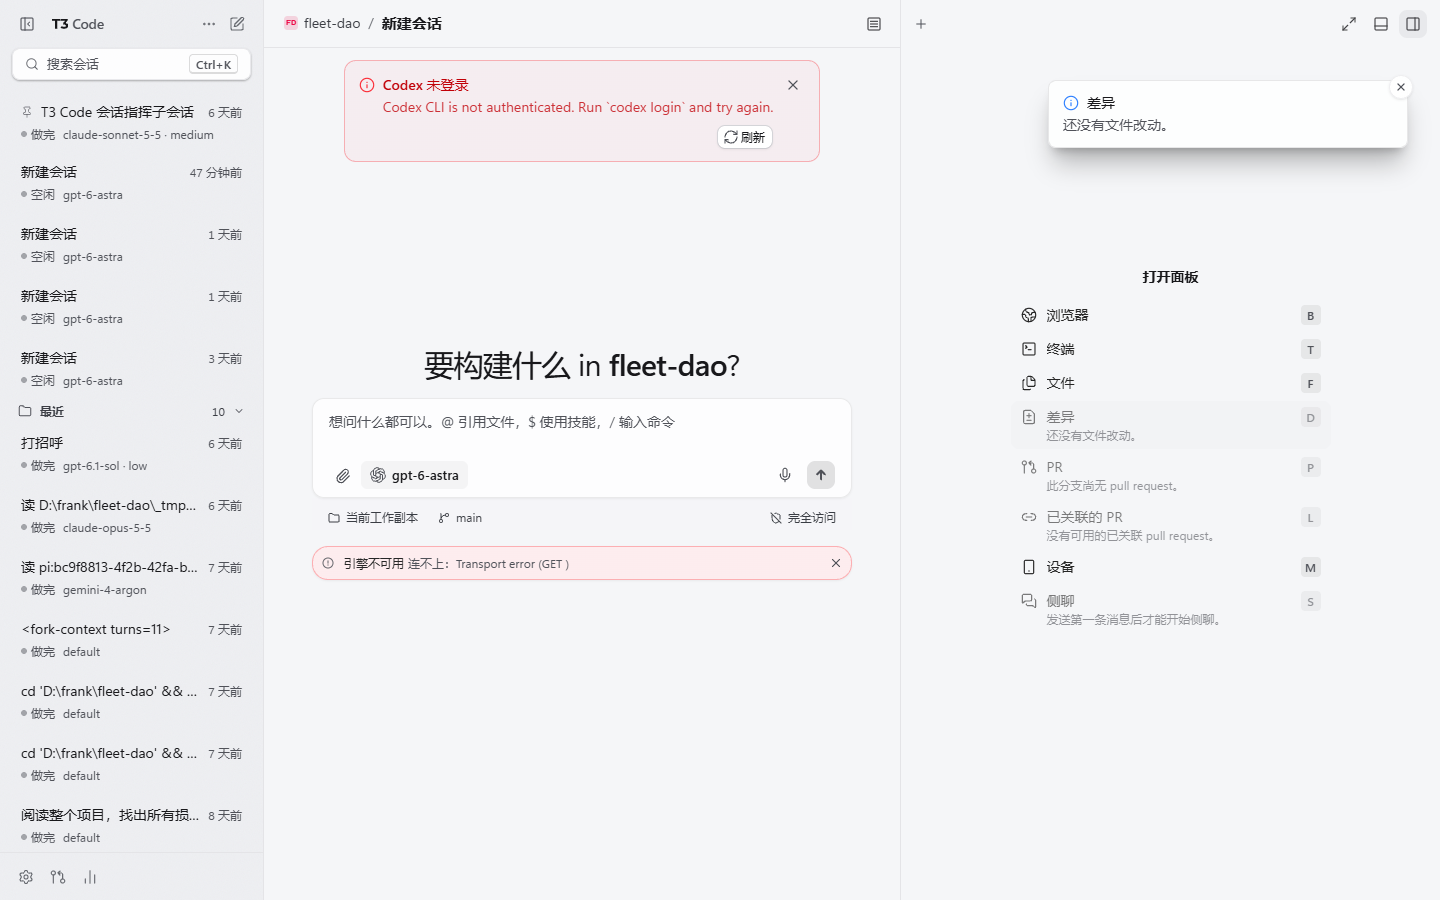 T3 Code
搜索会话
Ctrl+K
T3 Code 会话指挥子会话
6 天前
做完 claude-sonnet-5-5 · medium
新建会话
47 分钟前
空闲 gpt-6-astra
新建会话
1 天前
空闲 gpt-6-astra
新建会话
1 天前
空闲 gpt-6-astra
新建会话
3 天前
空闲 gpt-6-astra
最近
10
打招呼
6 天前
做完 gpt-6.1-sol · low
读 D:\frank\fleet-dao\_tmp...
6 天前
做完 claude-opus-5-5
读 pi:bc9f8813-4f2b-42fa-b...
7 天前
做完 gemini-4-argon
<fork-context turns=11>
7 天前
做完 default
cd 'D:\frank\fleet-dao' && ...
7 天前
做完 default
cd 'D:\frank\fleet-dao' && ...
7 天前
做完 default
阅读整个项目，找出所有损...
8 天前
做完 default
FD fleet-dao / 新建会话
Codex 未登录
Codex CLI is not authenticated. Run `codex login` and try again.
刷新
要构建什么 in fleet-dao?
想问什么都可以。@ 引用文件，$ 使用技能，/ 输入命令
gpt-6-astra
当前工作副本
main
完全访问
引擎不可用 连不上：Transport error (GET )
差异
还没有文件改动。
打开面板
浏览器
B
终端
T
文件
F
差异
D
还没有文件改动。
PR
P
此分支尚无 pull request。
已关联的 PR
L
没有可用的已关联 pull request。
设备
M
侧聊
S
发送第一条消息后才能开始侧聊。